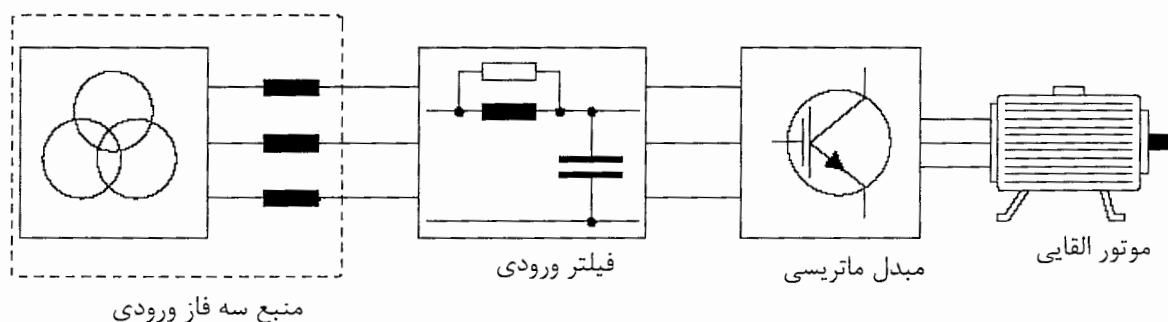 موتور القایی
مبدل ماتریسی
فیلتر ورودی
منبع سه فاز ورودی